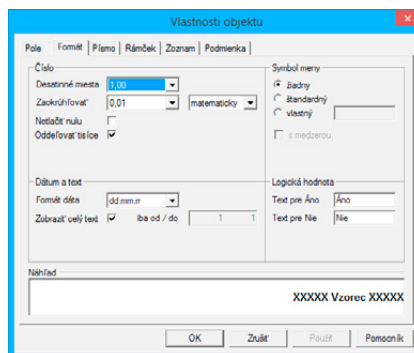 Vlastnosti objektu
Pole Formát Písmo Rámček Zoznam Podmienka
Číslo
Desatinné miesta 1,00
Zaokrúhľovať 0,01 matematicky
Netlačiť nulu
Oddeľovať tisíce
Symbol meny
žiadny
štandardný
vlastný
s medzerou
Dátum a text
Formát dáta dd.mm.rr
Zobraziť celý text iba od / do 1 1
Logická hodnota
Text pre Áno Áno
Text pre Nie Nie
Náhľad
XXXXX Vzorec XXXXX
OK Zrušiť Použiť Pomocník